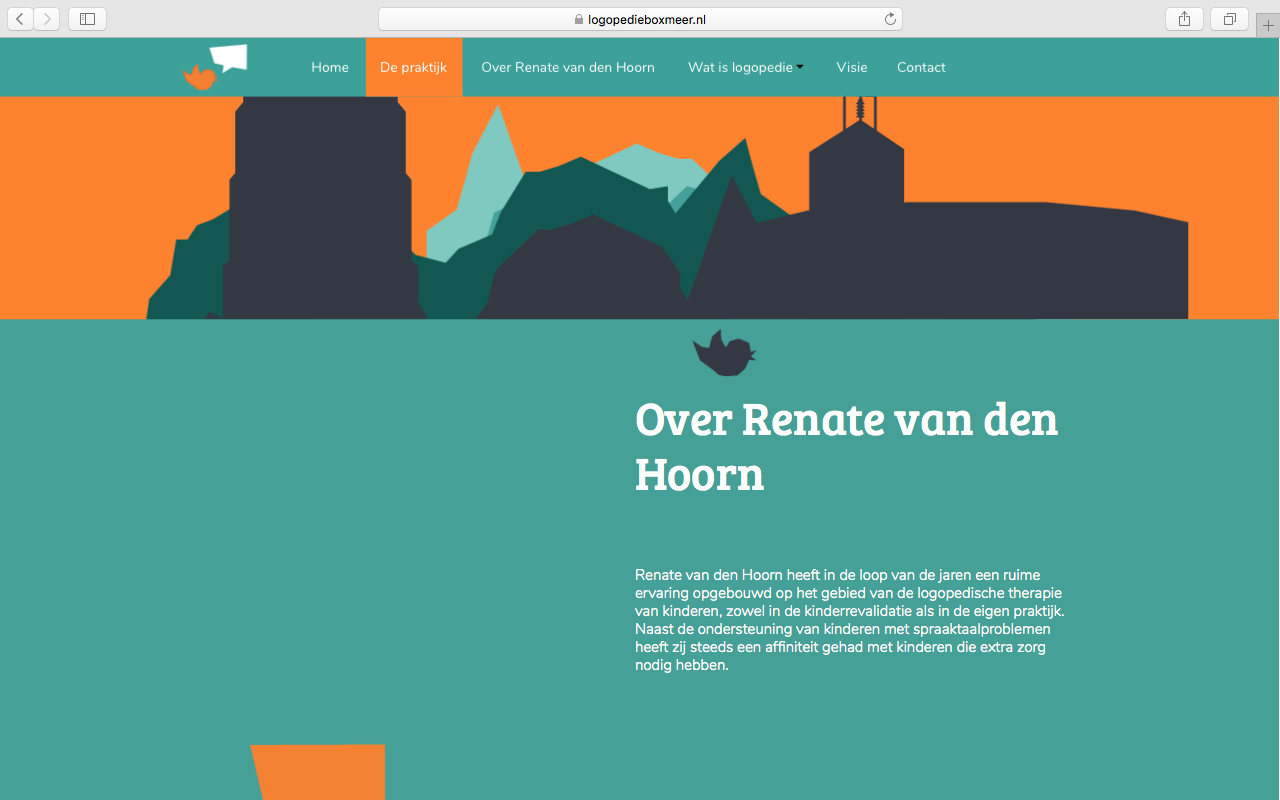 logopedieboxmeer.nl
Home
De praktijk
Over Renate van den Hoorn
Wat is logopedie
Visie
Contact
Over Renate van den
Hoorn
Renate van den Hoorn heeft in de loop van de jaren een ruime
ervaring opgebouwd op het gebied van de logopedische therapie
van kinderen, zowel in de kinderrevalidatie als in de eigen praktijk.
Naast de ondersteuning van kinderen met spraaktaalproblemen
heeft zij steeds een affiniteit gehad met kinderen die extra zorg
nodig hebben.